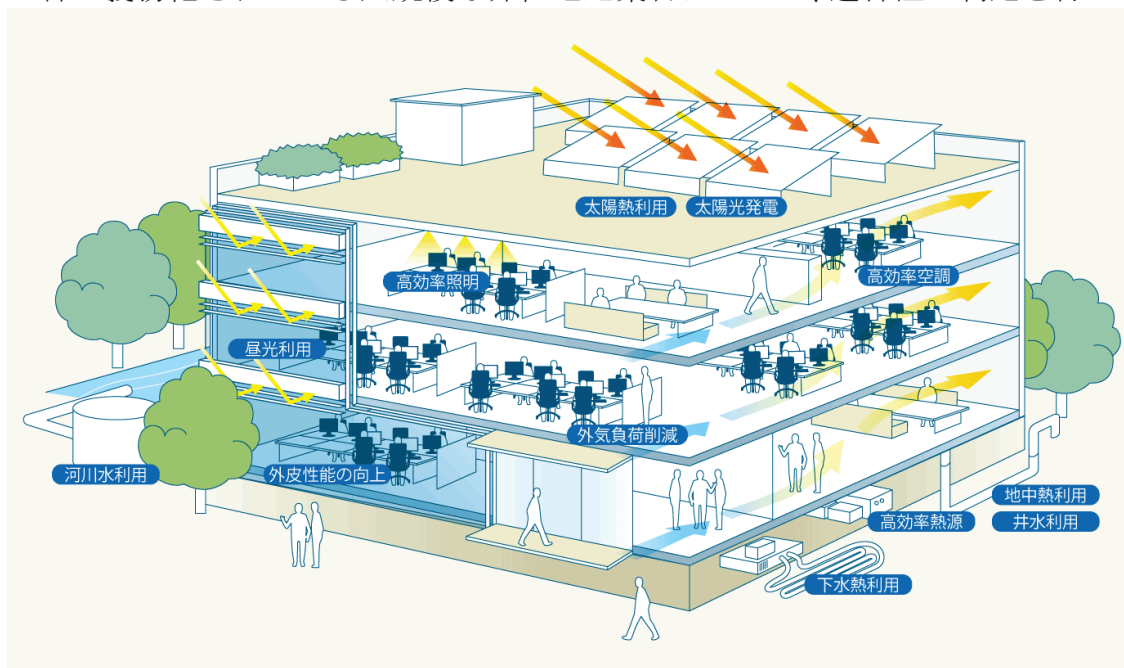 太陽熱利用
太陽光発電
高効率照明
高効率空調
昼光利用
外気負荷削減
河川水利用
外皮性能の向上
地中熱利用
高効率熱源
井水利用
下水熱利用